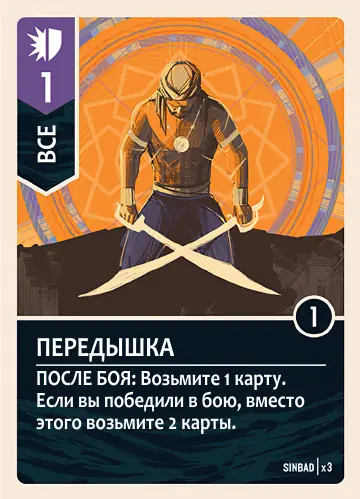 1
ВСЕ
1
ПЕРЕДЫШКА
ПОСЛЕ БОЯ: Возьмите 1 карту.
Если вы победили в бою, вместо
этого возьмите 2 карты.
SINBAD | x3